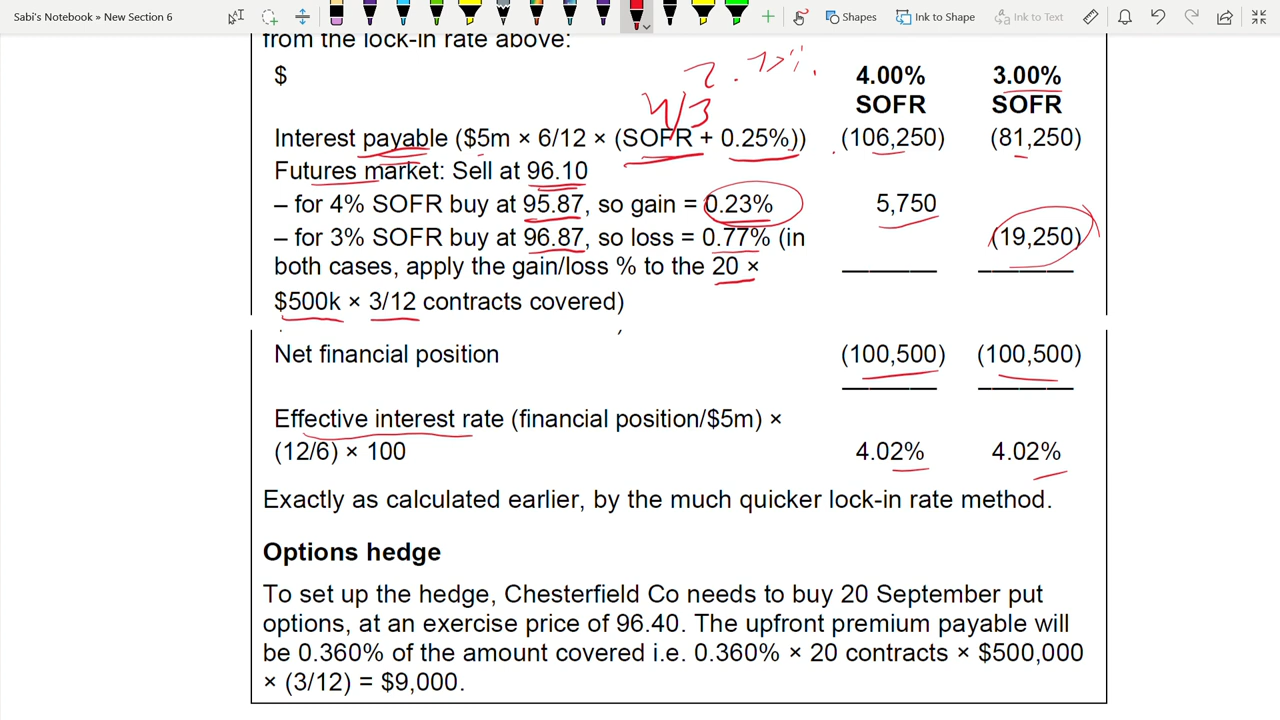 Sabi's Notebook » New Section 6
Shapes
Ink to Shape
Ink to Text
from the lock-in rate above:
$
4.00%
SOFR
3.00%
SOFR
4/3
Interest payable ($5m × 6/12 × (SOFR + 0.25%))
(106,250)
(81,250)
Futures market: Sell at 96.10
– for 4% SOFR buy at 95.87, so gain = 0.23%
5,750
– for 3% SOFR buy at 96.87, so loss = 0.77% (in
(19,250)
both cases, apply the gain/loss % to the 20 ×
$500k × 3/12 contracts covered)
Net financial position
(100,500)
(100,500)
Effective interest rate (financial position/$5m) ×
(12/6) × 100
4.02%
4.02%
Exactly as calculated earlier, by the much quicker lock-in rate method.
Options hedge
To set up the hedge, Chesterfield Co needs to buy 20 September put
options, at an exercise price of 96.40. The upfront premium payable will
be 0.360% of the amount covered i.e. 0.360% × 20 contracts × $500,000
× (3/12) = $9,000.